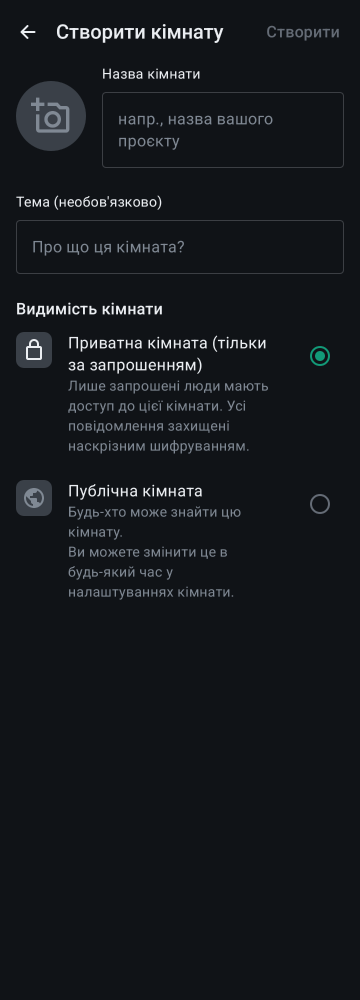 Створити кімнату
Створити
Назва кімнати
напр., назва вашого
проєкту
Тема (необов'язково)
Про що ця кімната?
Видимість кімнати
Приватна кімната (тільки
за запрошенням)
Лише запрошені люди мають
доступ до цієї кімнати. Усі
повідомлення захищені
наскрізним шифруванням.
Публічна кімната
Будь-хто може знайти цю
кімнату.
Ви можете змінити це в
будь-який час у
налаштуваннях кімнати.